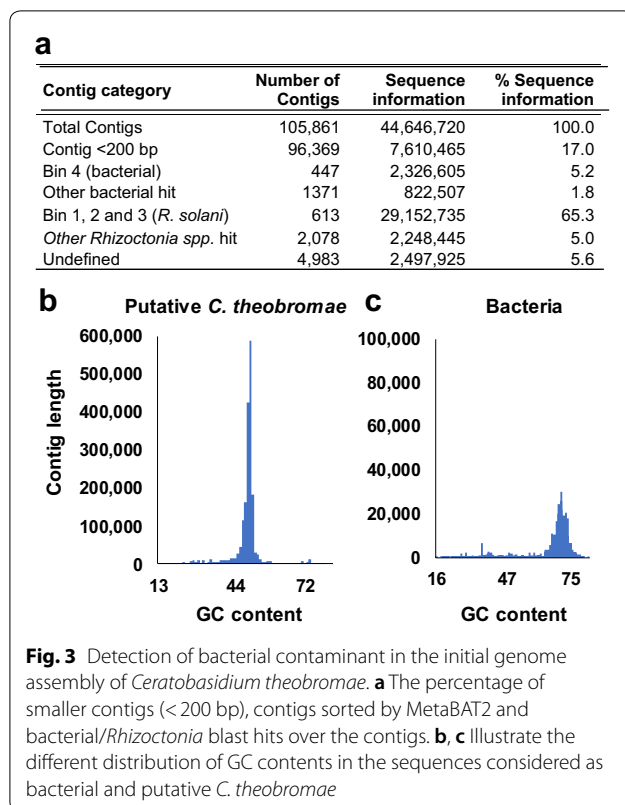 a
Contig category Number of Contigs Sequence information % Sequence information
Total Contigs 105,861 44,646,720 100.0
Contig <200 bp 96,369 7,610,465 17.0
Bin 4 (bacterial) 447 2,326,605 5.2
Other bacterial hit 1371 822,507 1.8
Bin 1, 2 and 3 (R. solani) 613 29,152,735 65.3
Other Rhizoctonia spp. hit 2,078 2,248,445 5.0
Undefined 4,983 2,497,925 5.6
b Putative C. theobromae
600,000
500,000
400,000
300,000
200,000
100,000
0
Contig length
13 44 72
GC content
c Bacteria
100,000
80,000
60,000
40,000
20,000
0
16 47 75
GC content
Fig. 3 Detection of bacterial contaminant in the initial genome
assembly of Ceratobasidium theobromae. a The percentage of
smaller contigs (< 200 bp), contigs sorted by MetaBAT2 and
bacterial/Rhizoctonia blast hits over the contigs. b, c Illustrate the
different distribution of GC contents in the sequences considered as
bacterial and putative C. theobromae